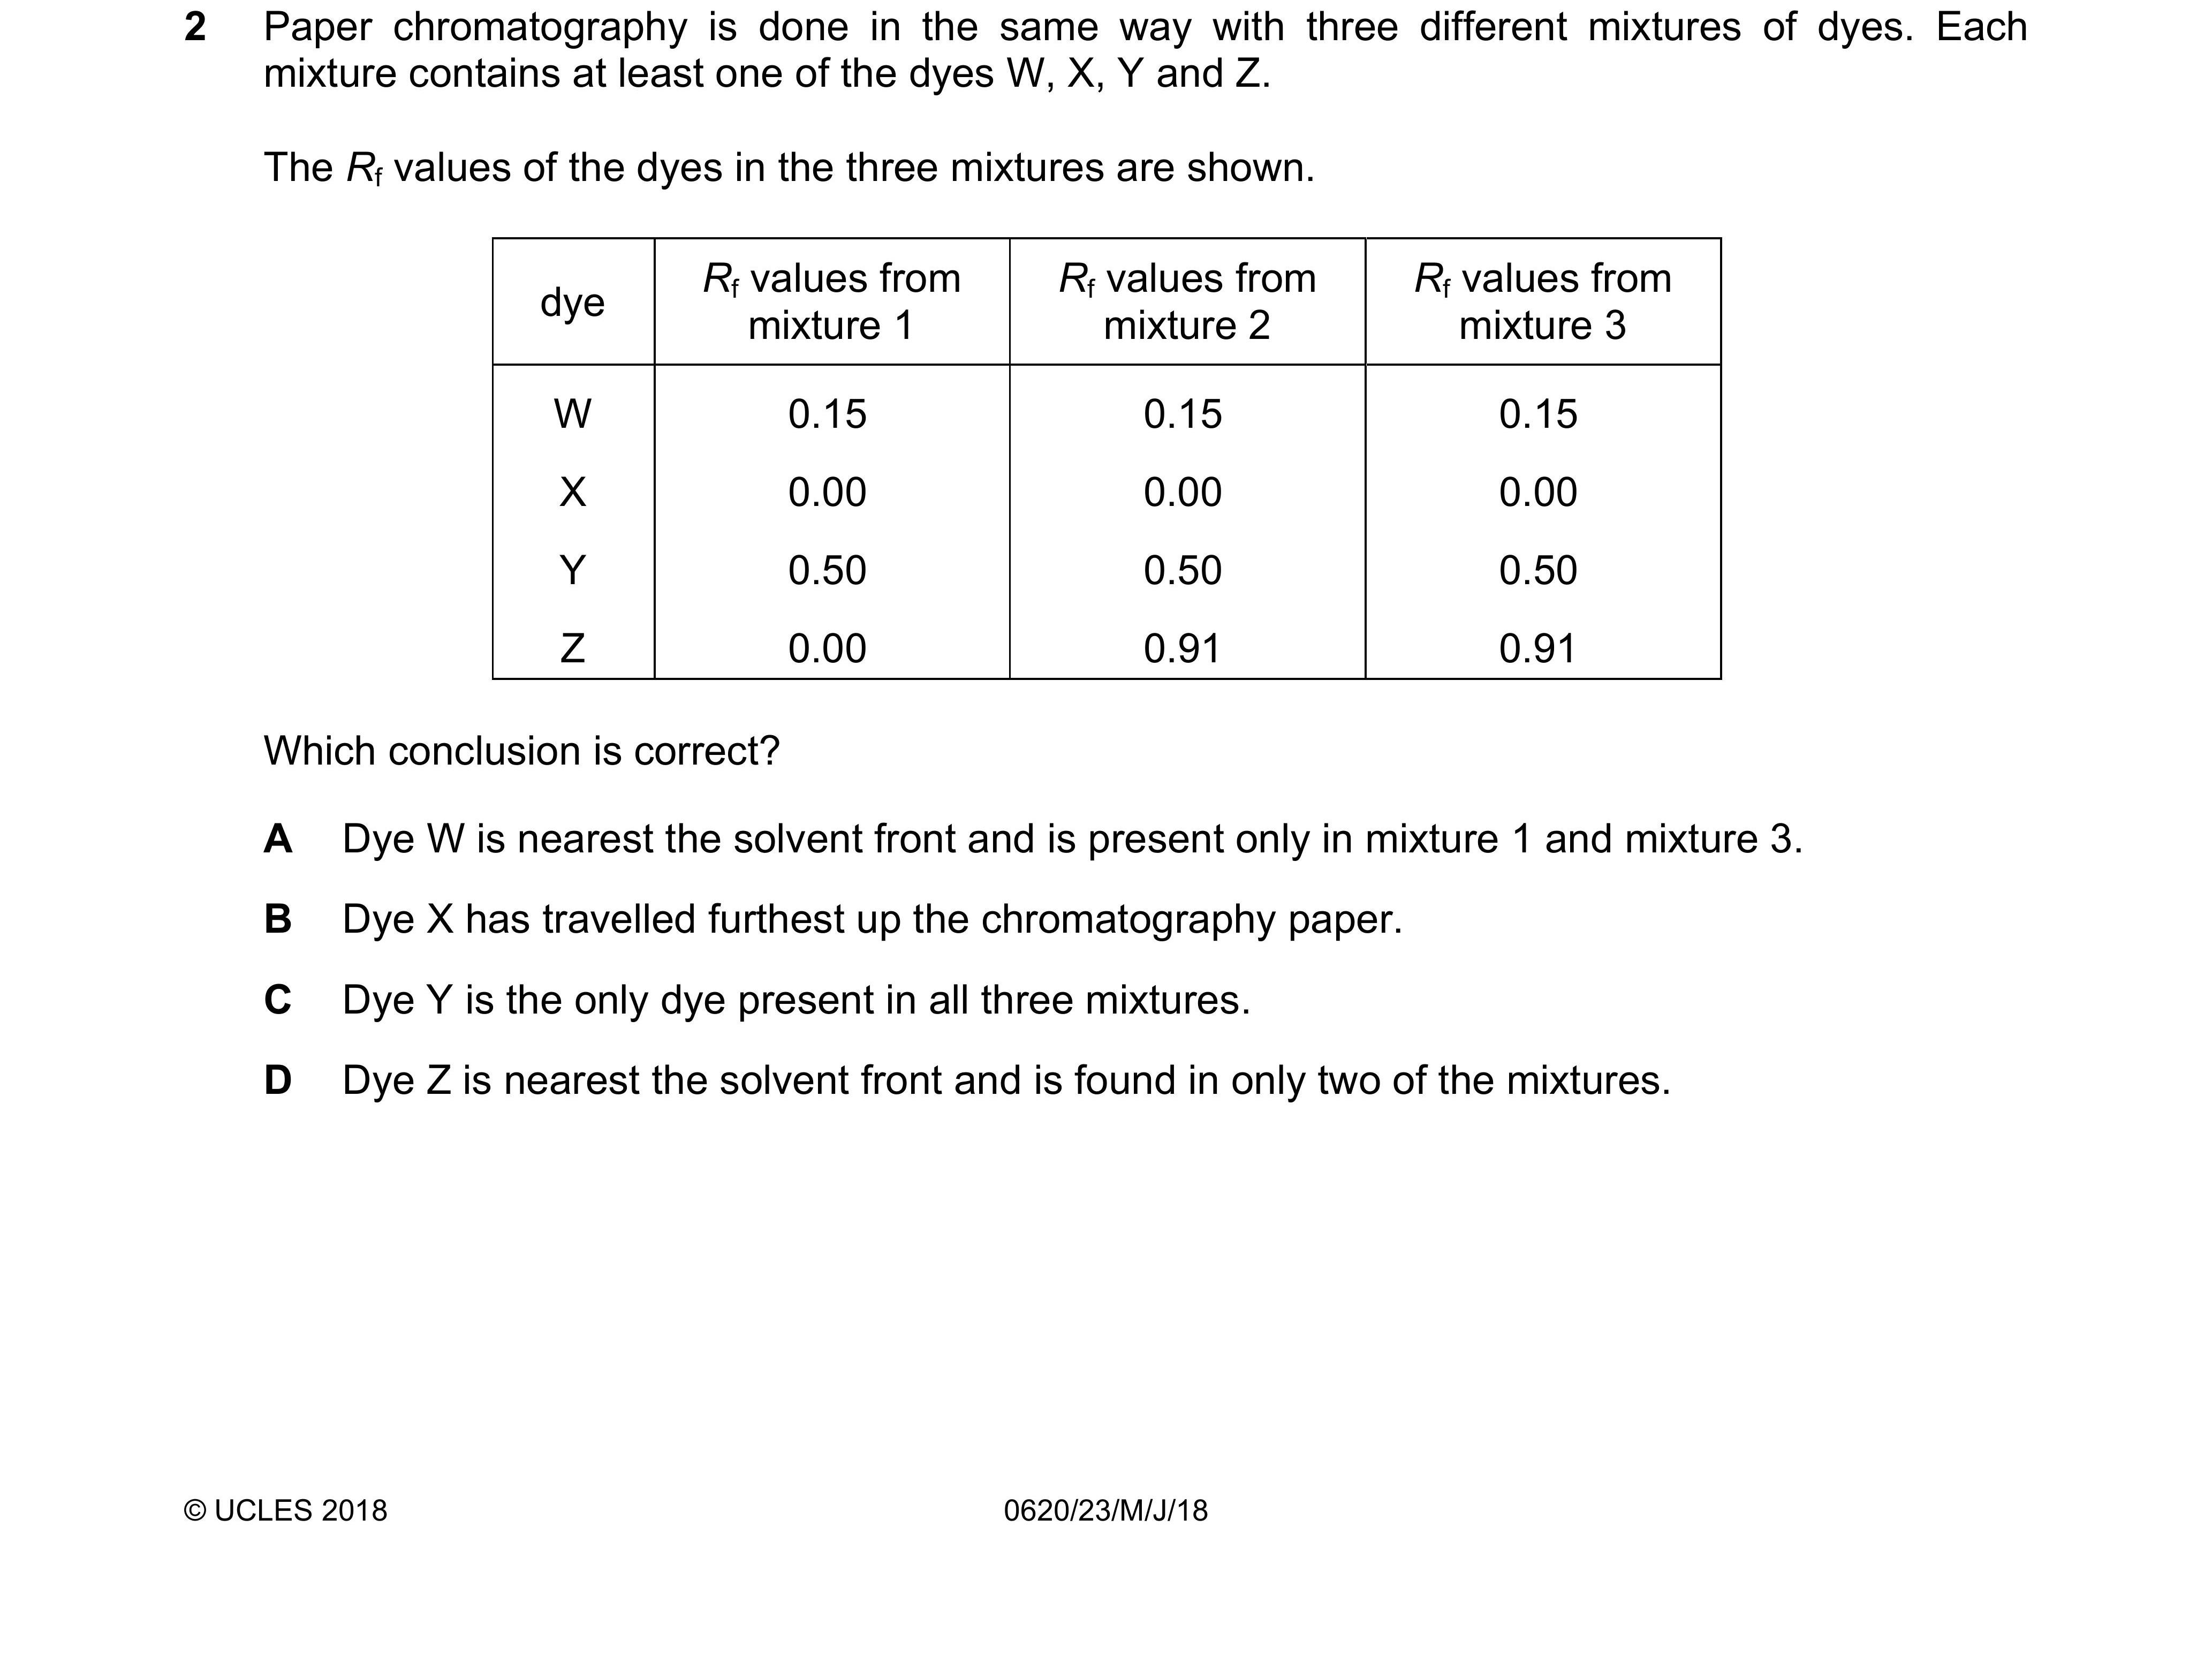 2 Paper chromatography is done in the same way with three different mixtures of dyes. Each
mixture contains at least one of the dyes W, X, Y and Z.
The Rf values of the dyes in the three mixtures are shown.
dye Rf values from mixture 1 Rf values from mixture 2 Rf values from mixture 3
W 0.15 0.15 0.15
X 0.00 0.00 0.00
Y 0.50 0.50 0.50
Z 0.00 0.91 0.91
Which conclusion is correct?
A Dye W is nearest the solvent front and is present only in mixture 1 and mixture 3.
B Dye X has travelled furthest up the chromatography paper.
C Dye Y is the only dye present in all three mixtures.
D Dye Z is nearest the solvent front and is found in only two of the mixtures.
© UCLES 2018 0620/23/M/J/18